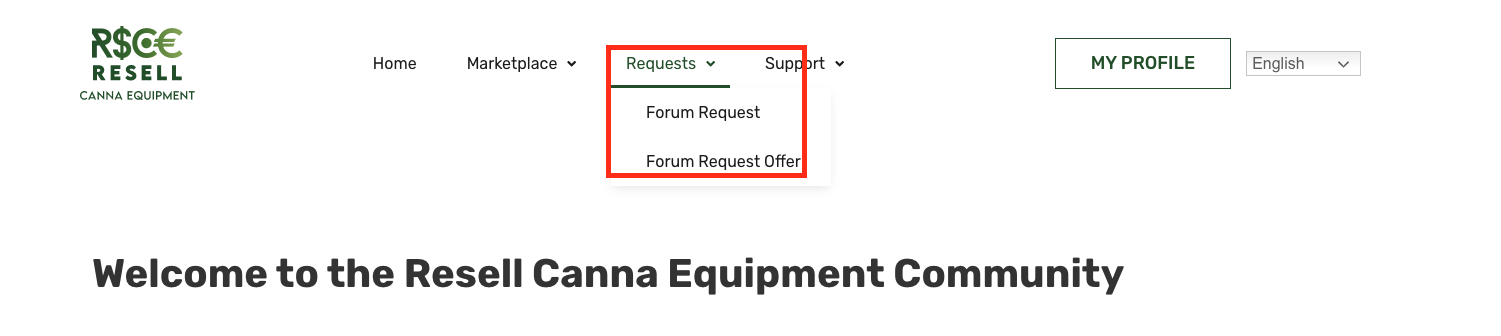 R$C€
RESELL
CANNA EQUIPMENT
Home
Marketplace
Requests
Support
MY PROFILE
English
Forum Request
Forum Request Offer
Welcome to the Resell Canna Equipment Community